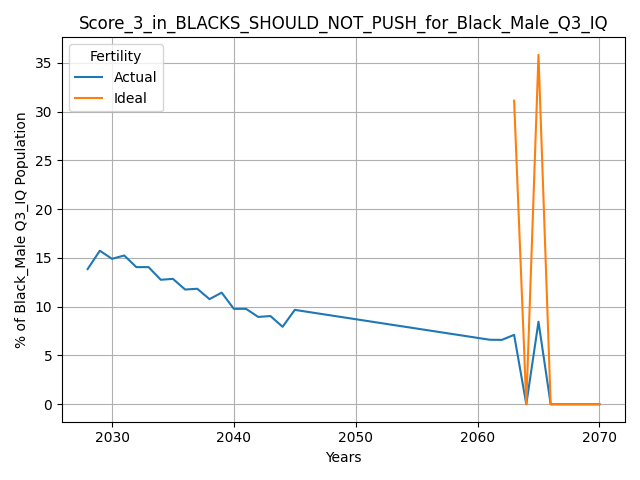 Score_3_in_BLACKS_SHOULD_NOT_PUSH_for_Black_Male_Q3_IQ
Fertility
Actual
Ideal
% of Black_Male Q3_IQ Population
35
30
25
20
15
10
5
0
2030 2040 2050 2060 2070
Years